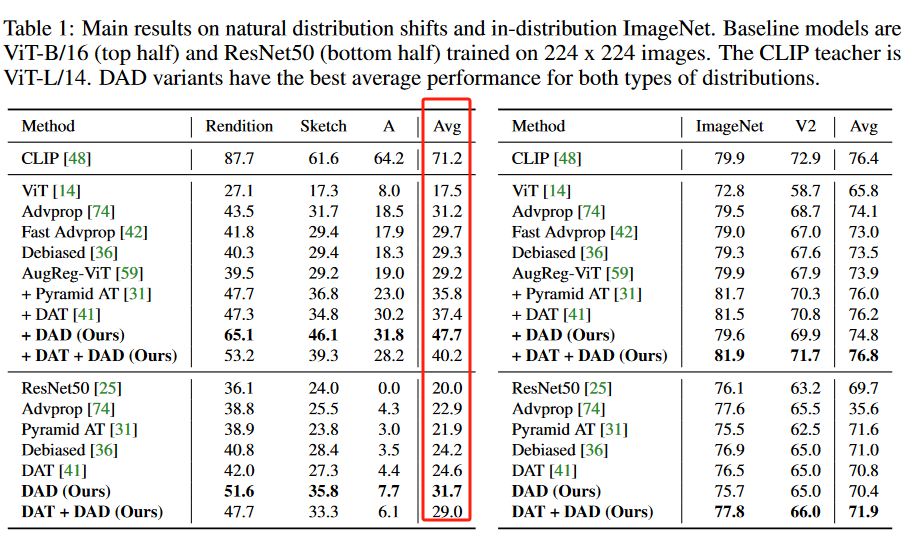 Table 1: Main results on natural distribution shifts and in-distribution ImageNet. Baseline models are
ViT-B/16 (top half) and ResNet50 (bottom half) trained on 224 x 224 images. The CLIP teacher is
ViT-L/14. DAD variants have the best average performance for both types of distributions.
Method Rendition Sketch A Avg
CLIP [48] 87.7 61.6 64.2 71.2
ViT [14] 27.1 17.3 8.0 17.5
Advprop [74] 43.5 31.7 18.5 31.2
Fast Advprop [42] 41.8 29.4 17.9 29.7
Debiased [36] 40.3 29.4 18.3 29.3
AugReg-ViT [59] 39.5 29.2 19.0 29.2
+ Pyramid AT [31] 47.7 36.8 23.0 35.8
+ DAT [41] 47.3 34.8 30.2 37.4
+ DAD (Ours) 65.1 46.1 31.8 47.7
+ DAT + DAD (Ours) 53.2 39.3 28.2 40.2
ResNet50 [25] 36.1 24.0 0.0 20.0
Advprop [74] 38.8 25.5 4.3 22.9
Pyramid AT [31] 38.9 23.8 3.0 21.9
Debiased [36] 40.8 28.4 3.5 24.2
DAT [41] 42.0 27.3 4.4 24.6
DAD (Ours) 51.6 35.8 7.7 31.7
DAT + DAD (Ours) 47.7 33.3 6.1 29.0
Method ImageNet V2 Avg
CLIP [48] 79.9 72.9 76.4
ViT [14] 72.8 58.7 65.8
Advprop [74] 79.5 68.7 74.1
Fast Advprop [42] 79.0 67.0 73.0
Debiased [36] 79.3 67.6 73.5
AugReg-ViT [59] 79.9 67.9 73.9
+ Pyramid AT [31] 81.7 70.3 76.0
+ DAT [41] 81.5 70.8 76.2
+ DAD (Ours) 79.6 69.9 74.8
+ DAT + DAD (Ours) 81.9 71.7 76.8
ResNet50 [25] 76.1 63.2 69.7
Advprop [74] 77.6 65.5 35.6
Pyramid AT [31] 75.5 62.5 71.6
Debiased [36] 76.9 65.0 71.0
DAT [41] 76.5 65.0 70.8
DAD (Ours) 75.7 65.0 70.4
DAT + DAD (Ours) 77.8 66.0 71.9